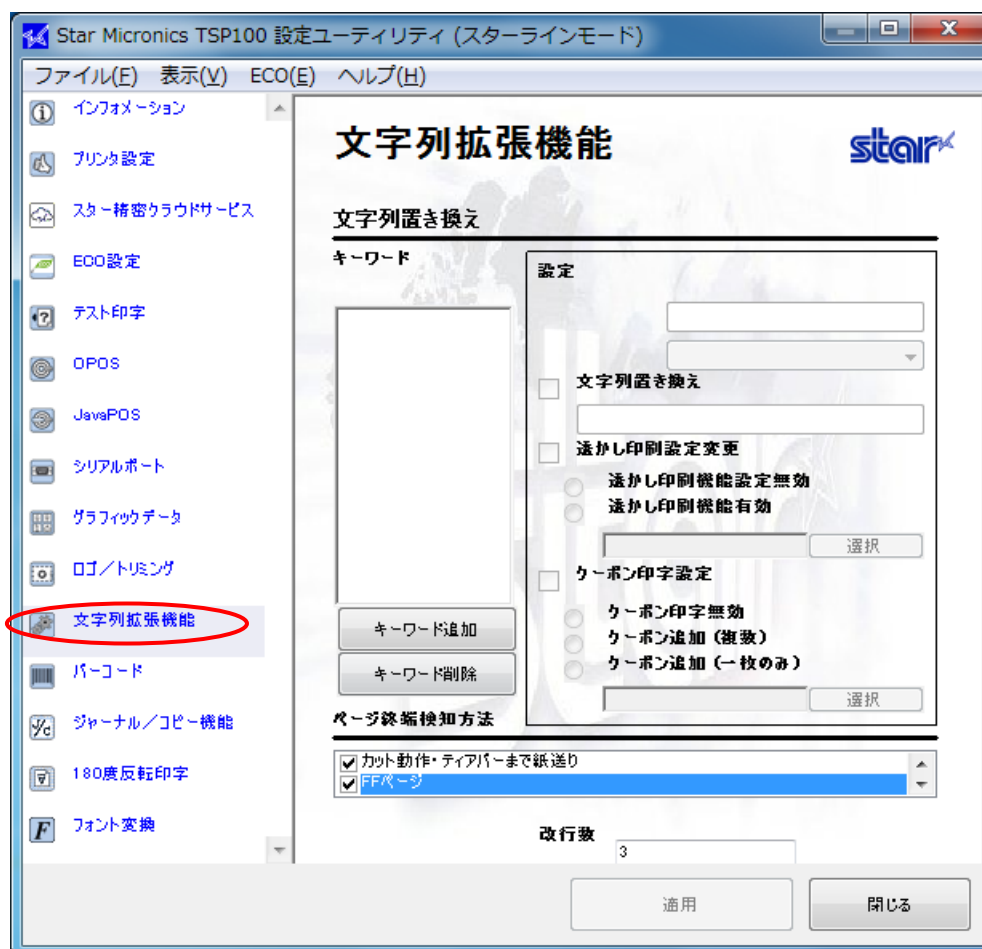 Star Micronics TSP100 設定ユーティリティ (スターラインモード)
ファイル(F) 表示(V) ECO(E) ヘルプ(H)
インフォメーション
プリンタ設定
スター精密クラウドサービス
ECO設定
テスト印字
OPOS
JavaPOS
シリアルポート
グラフィックデータ
ロゴ/トリミング
文字列拡張機能
バーコード
ジャーナル/コピー機能
180度反転印字
フォント変換
文字列拡張機能
star
文字列置き換え
キーワード
設定
文字列置き換え
透かし印刷設定変更
透かし印刷機能設定無効
透かし印刷機能有効
選択
クーポン印字設定
クーポン印字無効
クーポン追加 (複数)
クーポン追加 (一枚のみ)
選択
キーワード追加
キーワード削除
ページ終端検知方法
カット動作・ティアバーまで紙送り
FFページ
改行数
3
適用
閉じる